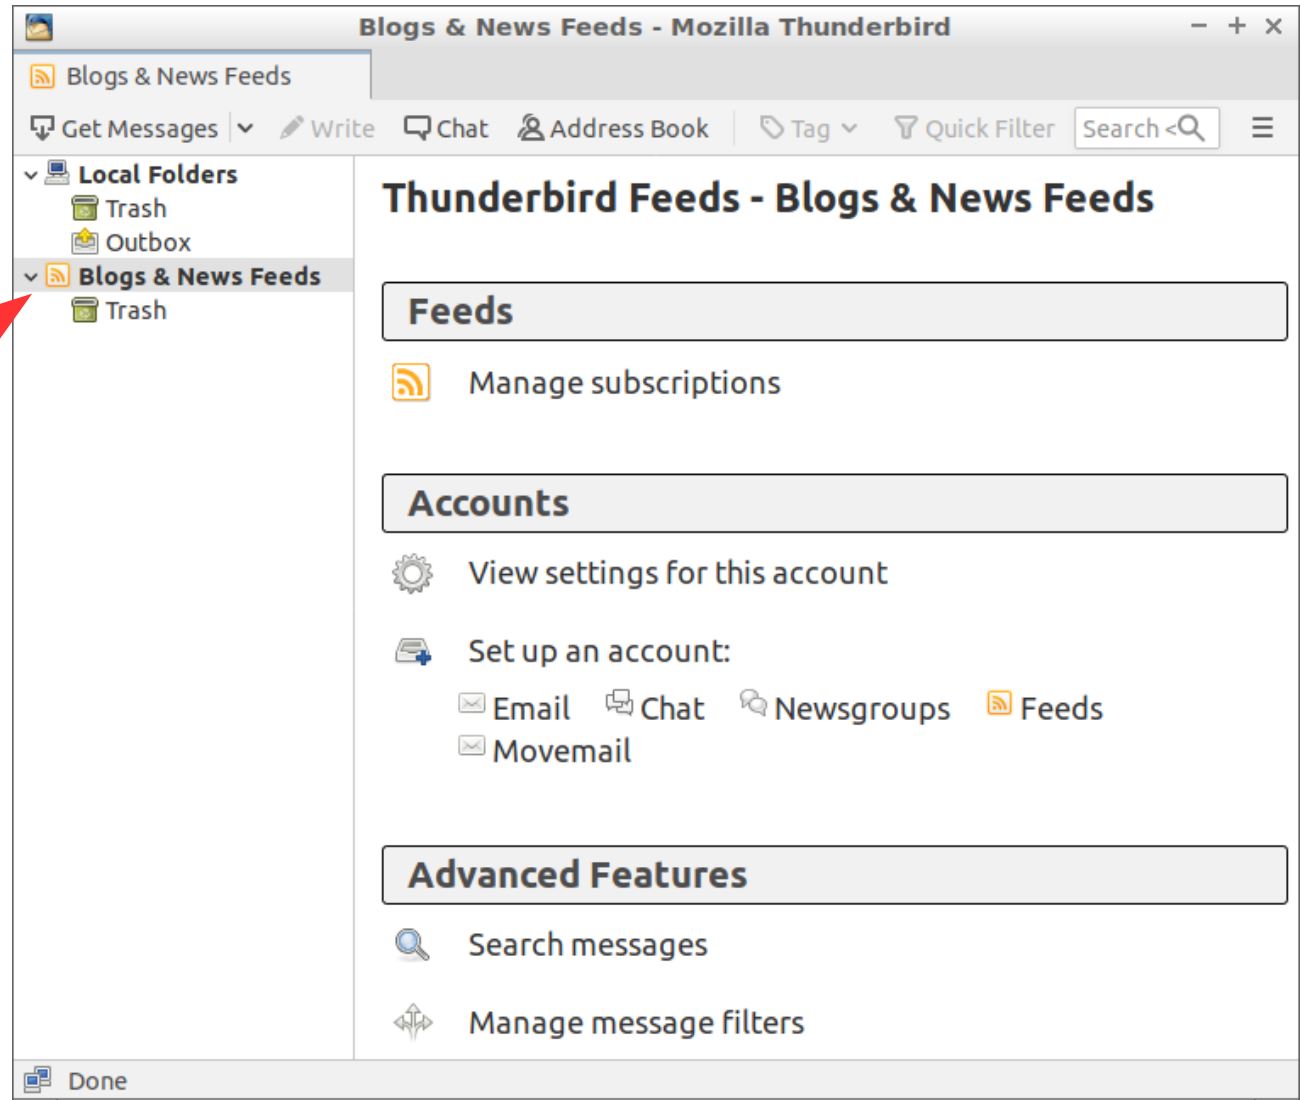 Blogs & News Feeds - Mozilla Thunderbird
Blogs & News Feeds
Get Messages Write Chat Address Book Tag Quick Filter Search <
Local Folders
Trash
Outbox
Blogs & News Feeds
Trash
Thunderbird Feeds - Blogs & News Feeds
Feeds
Manage subscriptions
Accounts
View settings for this account
Set up an account:
Email Chat Newsgroups Feeds
Movemail
Advanced Features
Search messages
Manage message filters
Done